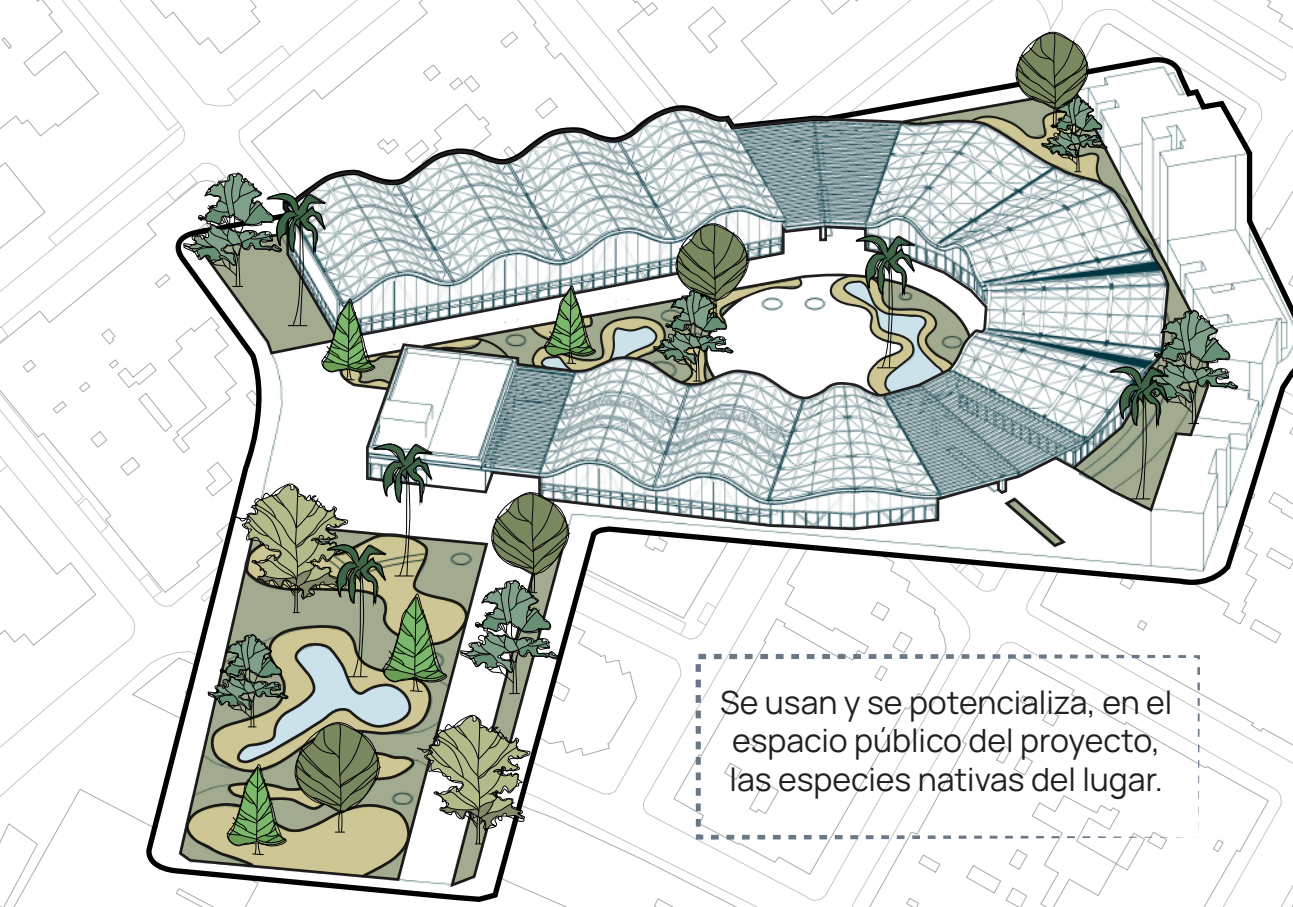 Se usan y se potencializa, en el
espacio público del proyecto,
las especies nativas del lugar.